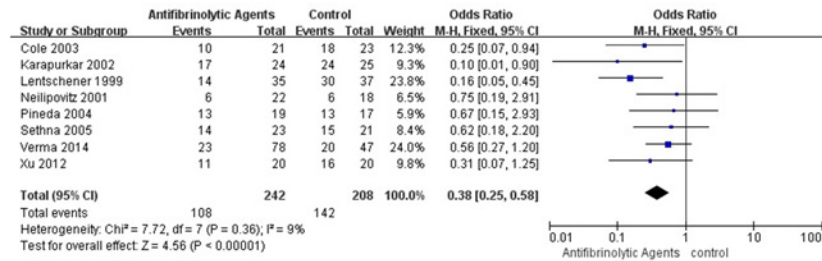 Antifibrinolytic Agents Control Odds Ratio Odds Ratio
Study or Subgroup Events Total Events Total Weight M-H, Fixed, 95% CI M-H, Fixed, 95% CI
Cole 2003 10 21 18 23 12.3% 0.25 [0.07, 0.94]
Karapurkar 2002 17 24 24 25 9.3% 0.10 [0.01, 0.90]
Lentschener 1999 14 35 30 37 23.8% 0.16 [0.05, 0.45]
Neilipovitz 2001 6 22 6 18 5.7% 0.75 [0.19, 2.91]
Pineda 2004 13 19 13 17 5.9% 0.67 [0.15, 2.93]
Sethna 2005 14 23 15 21 8.4% 0.62 [0.18, 2.20]
Verma 2014 23 78 20 47 24.0% 0.56 [0.27, 1.20]
Xu 2012 11 20 16 20 9.8% 0.31 [0.07, 1.25]
Total (95% CI) 242 208 100.0% 0.38 [0.25, 0.58]
Total events 108 142
Heterogeneity: Chi² = 7.72, df = 7 (P = 0.36); I² = 9%
Test for overall effect: Z = 4.56 (P < 0.00001)
0.01 0.1 1 10 100
Antifibrinolytic Agents control